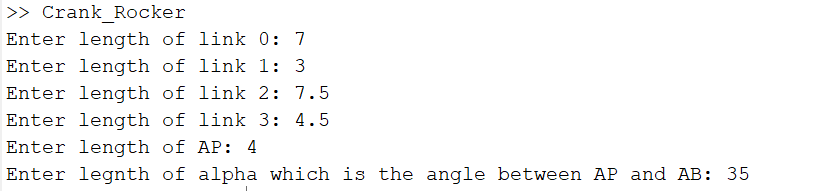 >> Crank_Rocker
Enter length of link 0: 7
Enter length of link 1: 3
Enter length of link 2: 7.5
Enter length of link 3: 4.5
Enter length of AP: 4
Enter legnth of alpha which is the angle between AP and AB: 35